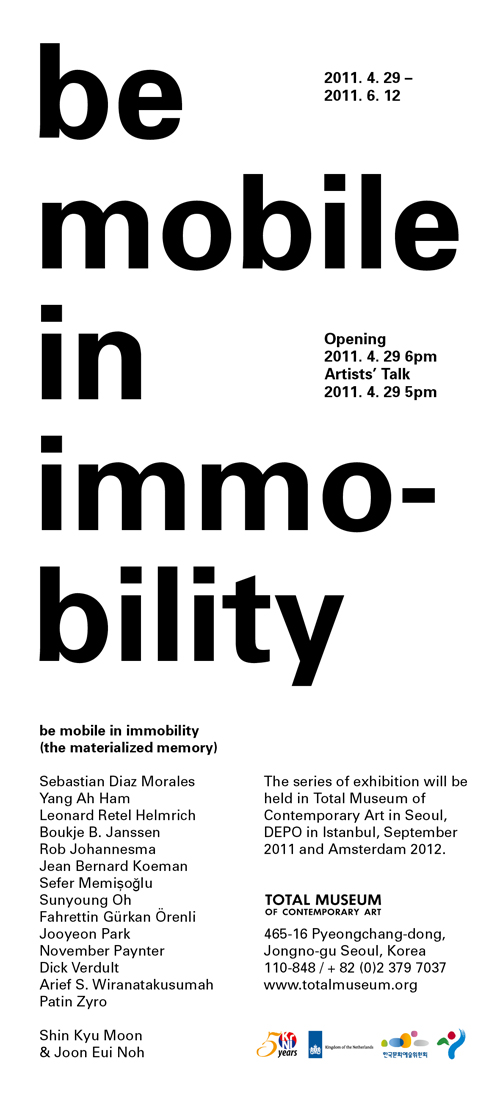 be
mobile
in
immo-
bility
2011. 4. 29 –
2011. 6. 12
Opening
2011. 4. 29 6pm
Artists’ Talk
2011. 4. 29 5pm
be mobile in immobility
(the materialized memory)
Sebastian Diaz Morales
Yang Ah Ham
Leonard Retel Helmrich
Boukje B. Janssen
Rob Johannesma
Jean Bernard Koeman
Sefer Memişoğlu
Sunyoung Oh
Fahrettin Gürkan Örenli
Jooyeon Park
November Paynter
Dick Verdult
Arief S. Wiranatakusumah
Patin Zyro
Shin Kyu Moon
& Joon Eui Noh
The series of exhibition will be
held in Total Museum of
Contemporary Art in Seoul,
DEPO in Istanbul, September
2011 and Amsterdam 2012.
TOTAL MUSEUM
OF CONTEMPORARY ART
465-16 Pyeongchang-dong,
Jongno-gu Seoul, Korea
110-848 / + 82 (0)2 379 7037
www.totalmuseum.org
years
Kingdom of the Netherlands
한국문화예술위원회